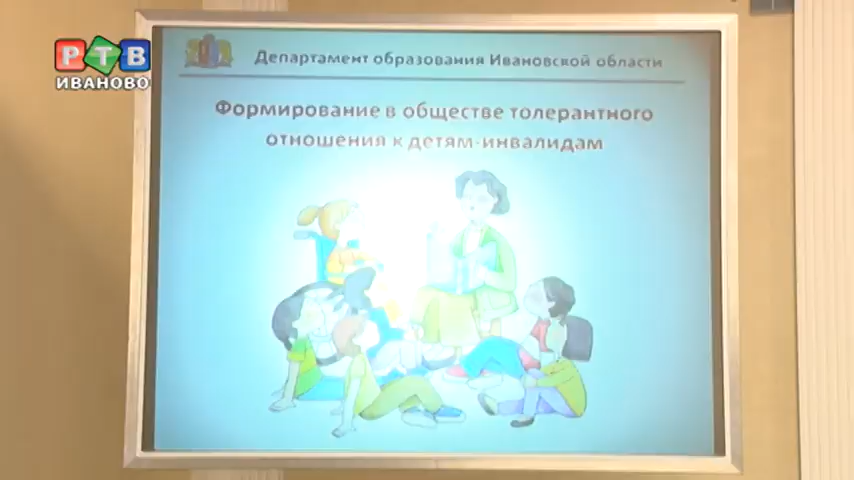 РТВ
ИВАНОВО
Департамент образования Ивановской области
Формирование в обществе толерантного
отношения к детям-инвалидам